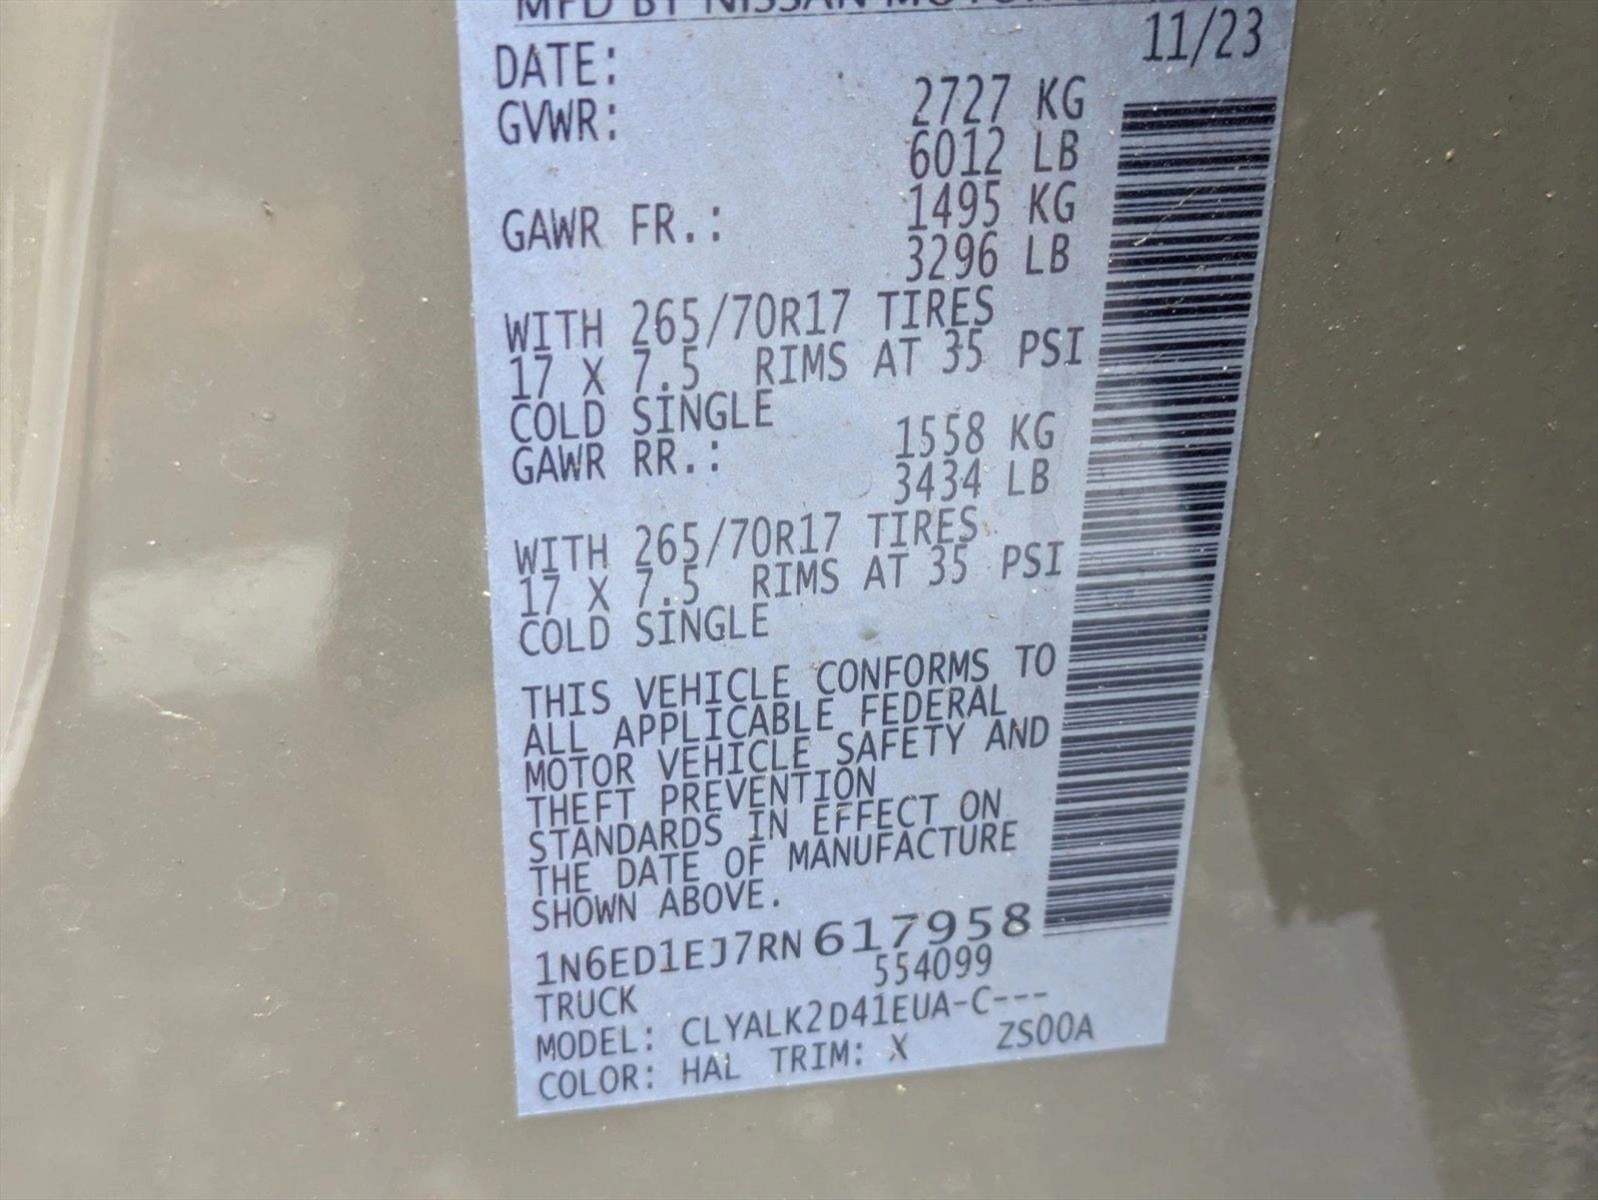 MFD BY NISSAN MOTOR
DATE: 11/23
GVWR: 2727 KG
6012 LB
GAWR FR.: 1495 KG
3296 LB
WITH 265/70R17 TIRES
17 X 7.5 RIMS AT 35 PSI
COLD SINGLE
GAWR RR.: 1558 KG
3434 LB
WITH 265/70R17 TIRES
17 X 7.5 RIMS AT 35 PSI
COLD SINGLE
THIS VEHICLE CONFORMS TO
ALL APPLICABLE FEDERAL
MOTOR VEHICLE SAFETY AND
THEFT PREVENTION
STANDARDS IN EFFECT ON
THE DATE OF MANUFACTURE
SHOWN ABOVE.
1N6ED1EJ7RN617958
TRUCK 554099
MODEL: CLYALK2D41EUA-C---
COLOR: HAL TRIM: X ZS00A